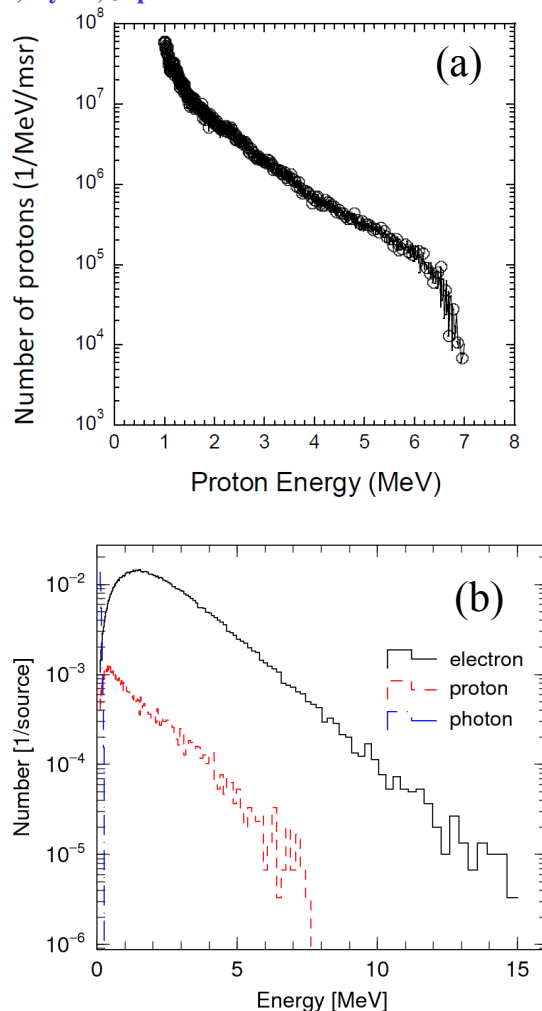 (a)
Number of protons (1/MeV/msr)
10^8
10^7
10^6
10^5
10^4
10^3
0 1 2 3 4 5 6 7 8
Proton Energy (MeV)
(b)
Number [1/source]
10^-2
10^-3
10^-4
10^-5
10^-6
electron
proton
photon
0 5 10 15
Energy [MeV]